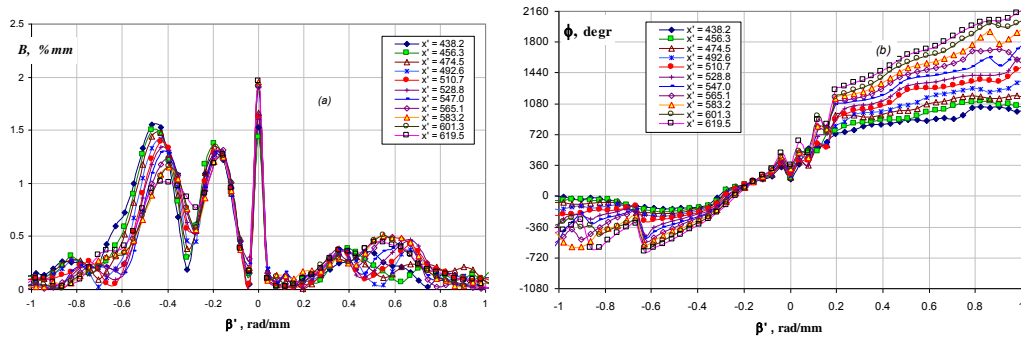 B, % mm
2.5
2
1.5
1
0.5
0
-1 -0.8 -0.6 -0.4 -0.2 0 0.2 0.4 0.6 0.8 1
β' , rad/mm
(a)
x' = 438.2
x' = 456.3
x' = 474.5
x' = 492.6
x' = 510.7
x' = 528.8
x' = 547.0
x' = 565.1
x' = 583.2
x' = 601.3
x' = 619.5
ϕ, degr
2160
1800
1440
1080
720
360
0
-360
-720
-1080
-1 -0.8 -0.6 -0.4 -0.2 0 0.2 0.4 0.6 0.8 1
β' , rad/mm
(b)
x' = 438.2
x' = 456.3
x' = 474.5
x' = 492.6
x' = 510.7
x' = 528.8
x' = 547.0
x' = 565.1
x' = 583.2
x' = 601.3
x' = 619.5